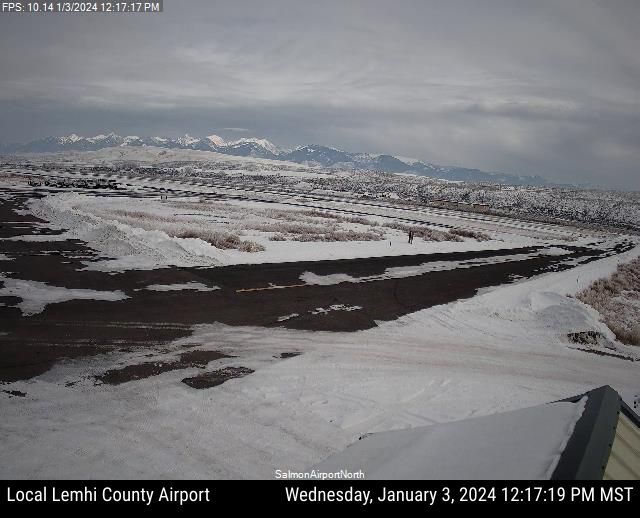 FPS: 10.14 1/3/2024 12:17:17 PM
SalmonAirportNorth
Local Lemhi County Airport Wednesday, January 3, 2024 12:17:19 PM MST